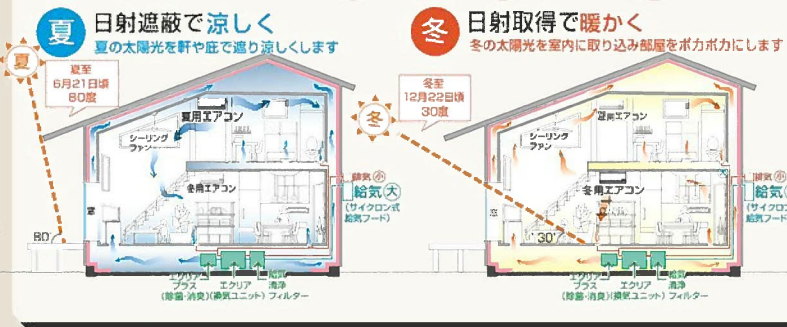 夏 日射遮蔽で涼しく
夏の太陽光を軒や庇で遮り涼しくします
夏
夏至
6月21日頃
80度
夏用エアコン
シーリング
ファン
冬用エアコン
窓
80°
排気 小
給気 大
(サイクロン式
給気フード)
エクリア
プラス
(除菌・消臭)
エクリア
(換気ユニット)
給気
清浄
フィルター
冬 日射取得で暖かく
冬の太陽光を室内に取り込み部屋をポカポカにします
冬
冬至
12月22日頃
30度
夏用エアコン
シーリング
ファン
冬用エアコン
窓
30°
排気 小
給気
(サイクロン
給気フード
エクリア
プラス
(除菌・消臭)
エクリア
(換気ユニット)
給気
清浄
フィルター